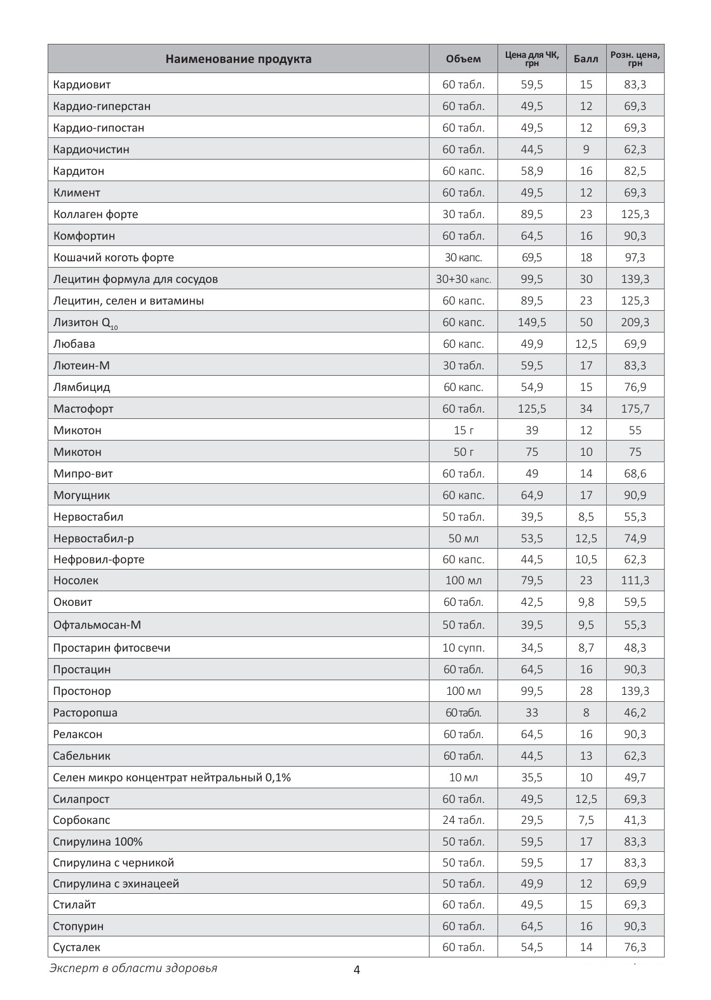 Наименование продукта Объем Цена для ЧК, грн Балл Розн. цена, грн
Кардиовит 60 табл. 59,5 15 83,3
Кардио-гиперстан 60 табл. 49,5 12 69,3
Кардио-гипостан 60 табл. 49,5 12 69,3
Кардиочистин 60 табл. 44,5 9 62,3
Кардитон 60 капс. 58,9 16 82,5
Климент 60 табл. 49,5 12 69,3
Коллаген форте 30 табл. 89,5 23 125,3
Комфортин 60 табл. 64,5 16 90,3
Кошачий коготь форте 30 капс. 69,5 18 97,3
Лецитин формула для сосудов 30+30 капс. 99,5 30 139,3
Лецитин, селен и витамины 60 капс. 89,5 23 125,3
Лизитон Q10 60 капс. 149,5 50 209,3
Любава 60 капс. 49,9 12,5 69,9
Лютеин-М 30 табл. 59,5 17 83,3
Лямбицид 60 капс. 54,9 15 76,9
Мастофорт 60 табл. 125,5 34 175,7
Микотон 15 г 39 12 55
Микотон 50 г 75 10 75
Мипро-вит 60 табл. 49 14 68,6
Могущник 60 капс. 64,9 17 90,9
Нервостабил 50 табл. 39,5 8,5 55,3
Нервостабил-р 50 мл 53,5 12,5 74,9
Нефровил-форте 60 капс. 44,5 10,5 62,3
Носолек 100 мл 79,5 23 111,3
Оковит 60 табл. 42,5 9,8 59,5
Офтальмосан-М 50 табл. 39,5 9,5 55,3
Простарин фитосвечи 10 супп. 34,5 8,7 48,3
Простацин 60 табл. 64,5 16 90,3
Простонор 100 мл 99,5 28 139,3
Расторопша 60 табл. 33 8 46,2
Релаксон 60 табл. 64,5 16 90,3
Сабельник 60 табл. 44,5 13 62,3
Селен микро концентрат нейтральный 0,1% 10 мл 35,5 10 49,7
Силапрост 60 табл. 49,5 12,5 69,3
Сорбокапс 24 табл. 29,5 7,5 41,3
Спирулина 100% 50 табл. 59,5 17 83,3
Спирулина с черникой 50 табл. 59,5 17 83,3
Спирулина с эхинацеей 50 табл. 49,9 12 69,9
Стилайт 60 табл. 49,5 15 69,3
Стопурин 60 табл. 64,5 16 90,3
Сусталек 60 табл. 54,5 14 76,3
Эксперт в области здоровья 4